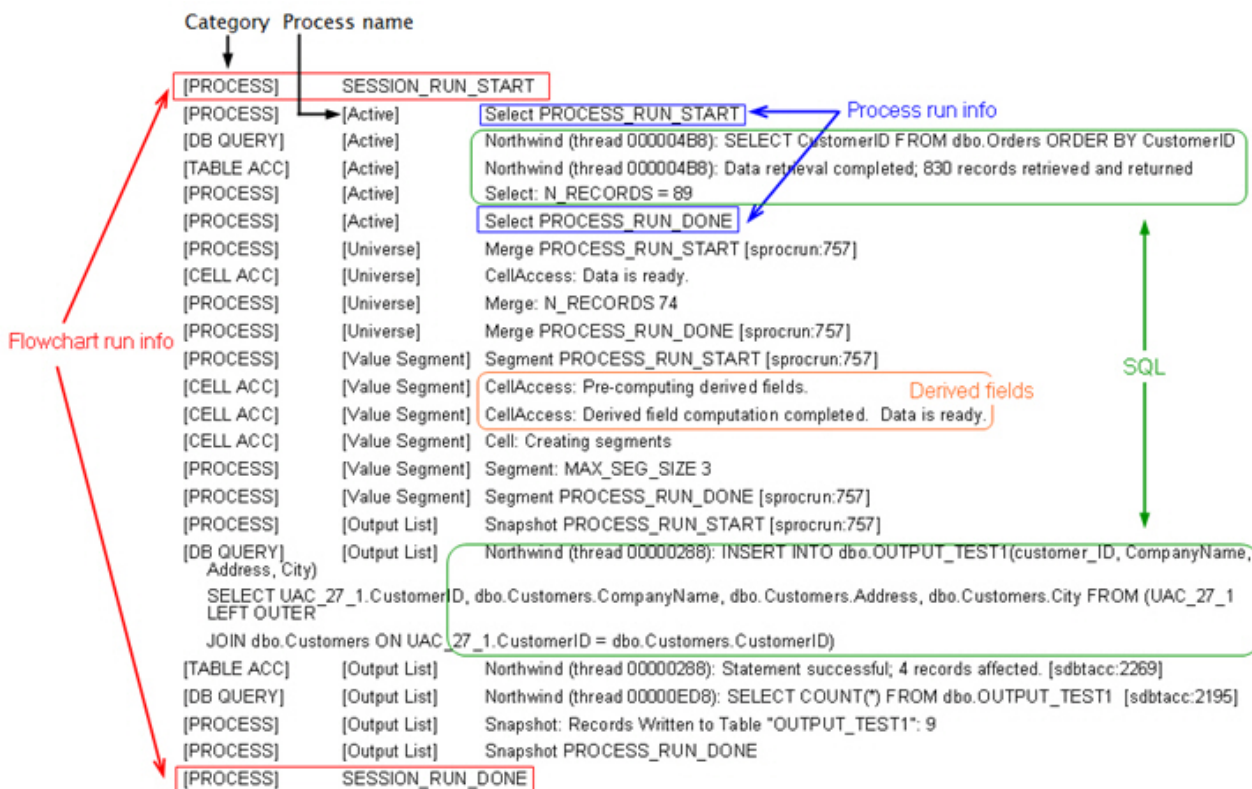 Category Process name
[PROCESS] SESSION_RUN_START
[PROCESS] [Active] Select PROCESS_RUN_START Process run info
[DB QUERY] [Active] Northwind (thread 000004B8): SELECT CustomerID FROM dbo.Orders ORDER BY CustomerID
[TABLE ACC] [Active] Northwind (thread 000004B8): Data retrieval completed; 830 records retrieved and returned
[PROCESS] [Active] Select: N_RECORDS = 89
[PROCESS] [Active] Select PROCESS_RUN_DONE
[PROCESS] [Universe] Merge PROCESS_RUN_START [sprocrun:757]
[CELL ACC] [Universe] CellAccess: Data is ready.
[PROCESS] [Universe] Merge: N_RECORDS 74
[PROCESS] [Universe] Merge PROCESS_RUN_DONE [sprocrun:757]
Flowchart run info
[PROCESS] [Value Segment] Segment PROCESS_RUN_START [sprocrun:757]
SQL
[CELL ACC] [Value Segment] CellAccess: Pre-computing derived fields. Derived fields
[CELL ACC] [Value Segment] CellAccess: Derived field computation completed. Data is ready.
[CELL ACC] [Value Segment] Cell: Creating segments
[PROCESS] [Value Segment] Segment: MAX_SEG_SIZE 3
[PROCESS] [Value Segment] Segment PROCESS_RUN_DONE [sprocrun:757]
[PROCESS] [Output List] Snapshot PROCESS_RUN_START [sprocrun:757]
[DB QUERY] [Output List] Northwind (thread 00000288): INSERT INTO dbo.OUTPUT_TEST1(customer_ID, CompanyName,
Address, City)
SELECT UAC_27_1.CustomerID, dbo.Customers.CompanyName, dbo.Customers.Address, dbo.Customers.City FROM (UAC_27_1
LEFT OUTER
JOIN dbo.Customers ON UAC_27_1.CustomerID = dbo.Customers.CustomerID)
[TABLE ACC] [Output List] Northwind (thread 00000288): Statement successful; 4 records affected. [sdbtacc:2269]
[DB QUERY] [Output List] Northwind (thread 00000ED8): SELECT COUNT(*) FROM dbo.OUTPUT_TEST1 [sdbtacc:2195]
[PROCESS] [Output List] Snapshot: Records Written to Table "OUTPUT_TEST1": 9
[PROCESS] [Output List] Snapshot PROCESS_RUN_DONE
[PROCESS] SESSION_RUN_DONE